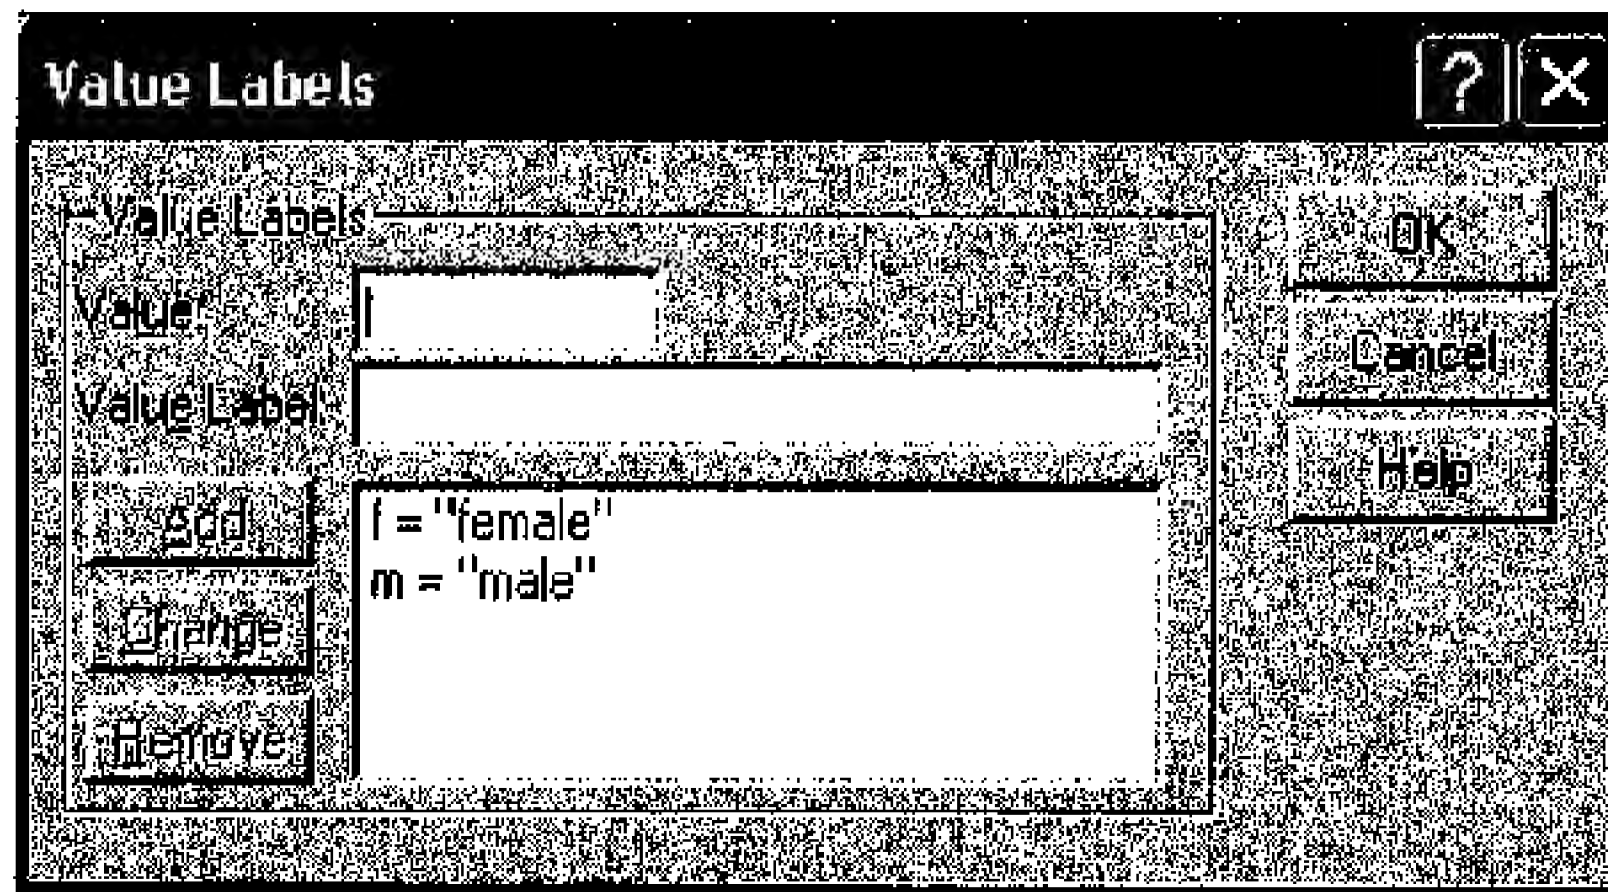 Value Labels
Value Labels
Value:
Value Label:
Add
Change
Remove
f = "female"
m = "male"
OK
Cancel
Help